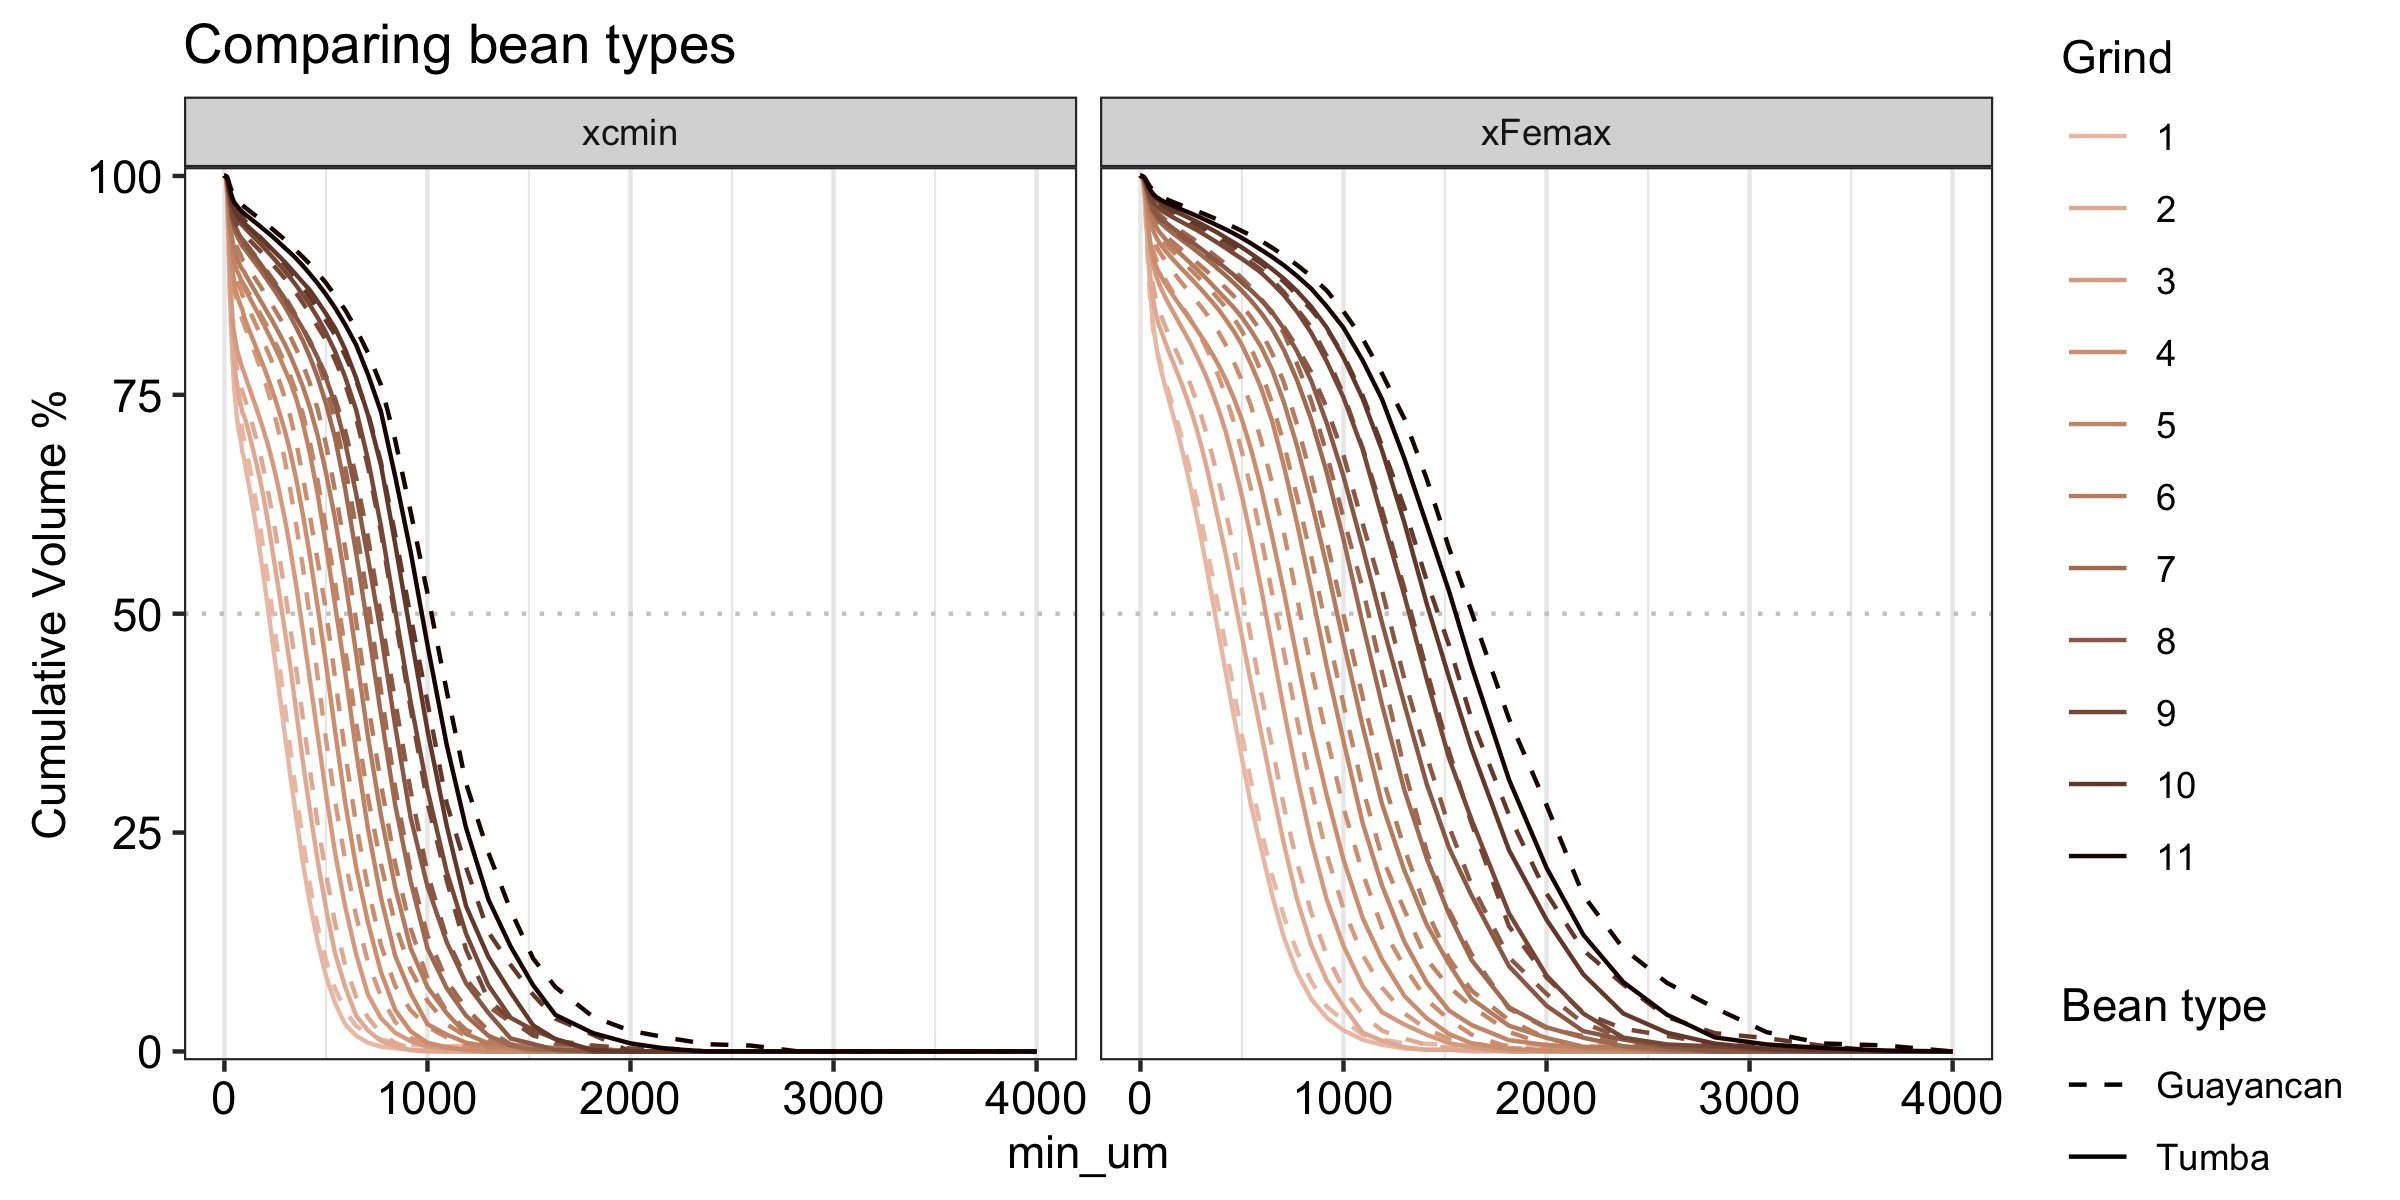 Comparing bean types
xcmin
xFemax
Cumulative Volume %
100
75
50
25
0
0 1000 2000 3000 4000
0 1000 2000 3000 4000
min_um
Grind
1
2
3
4
5
6
7
8
9
10
11
Bean type
Guayancan
Tumba